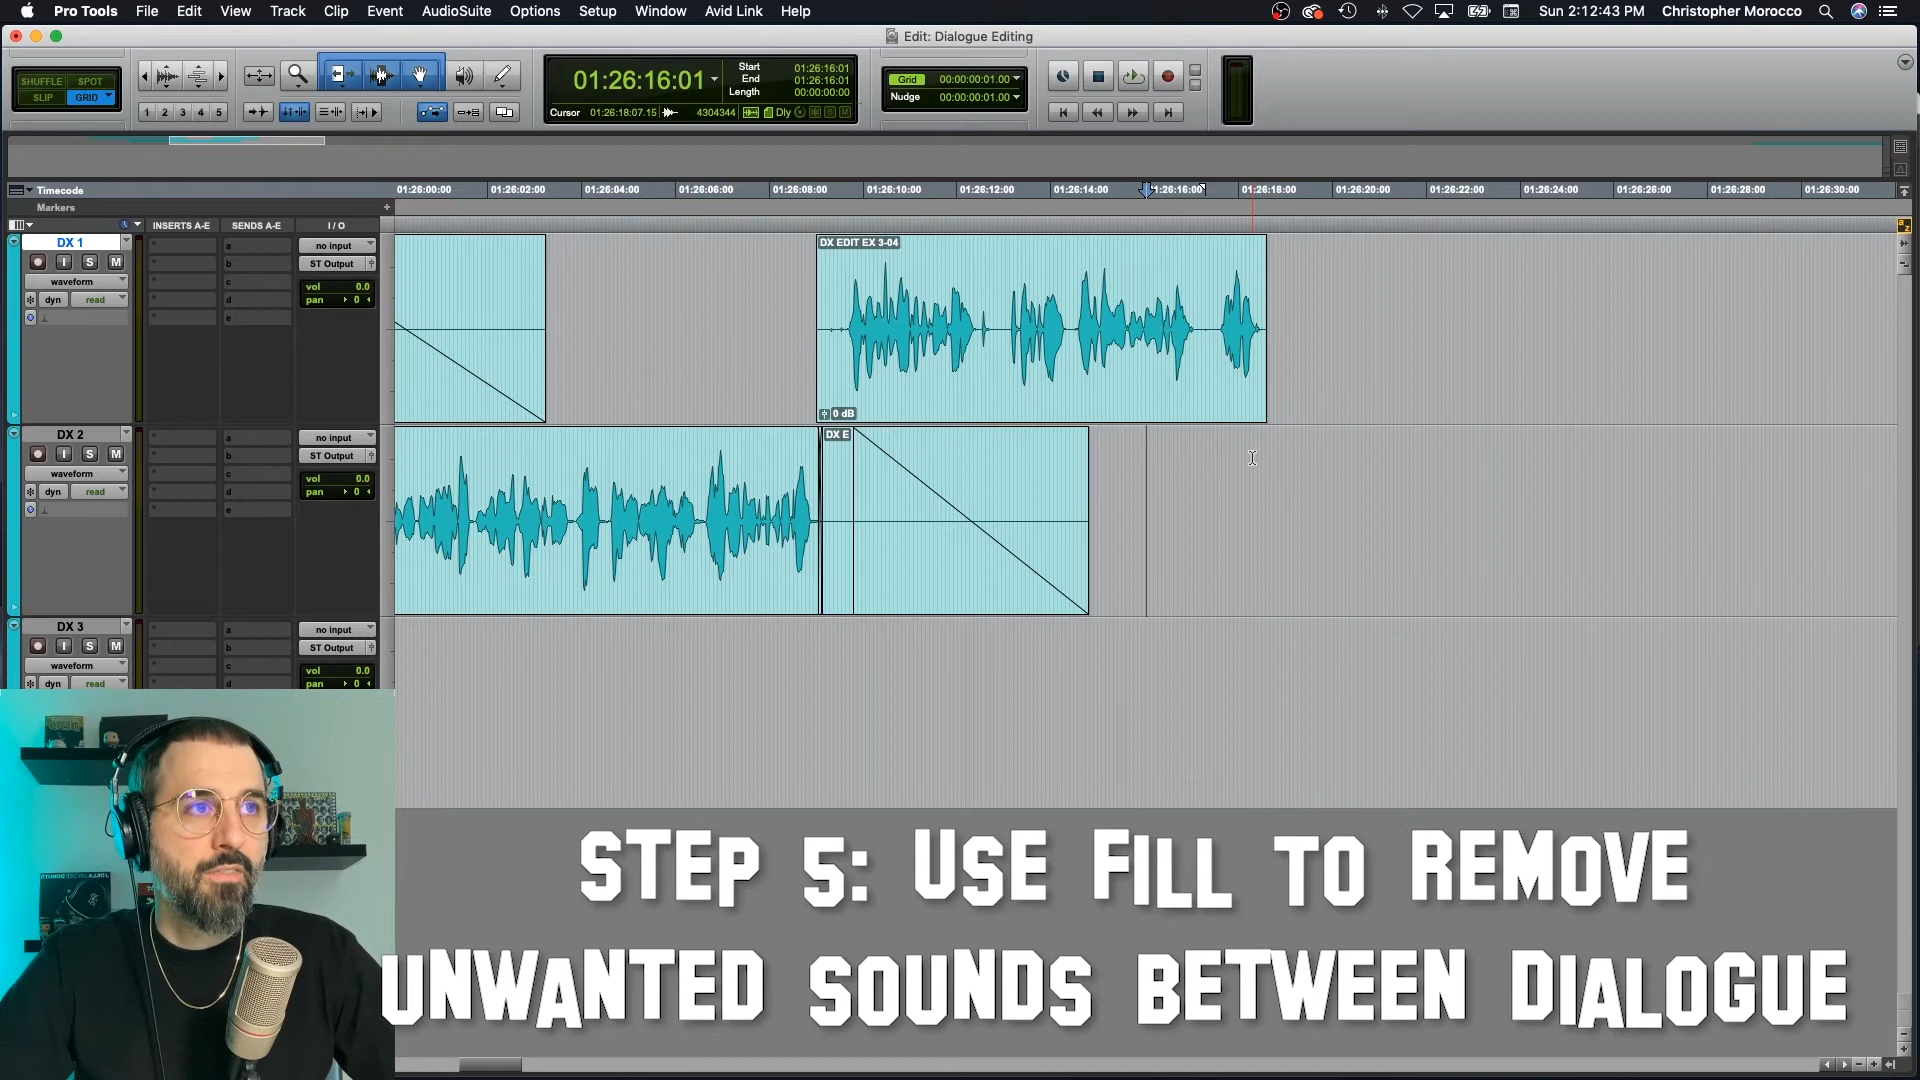 Pro Tools File Edit View Track Clip Event AudioSuite Options Setup Window Avid Link Help Sun 2:12:43 PM Christopher Morocco
Edit: Dialogue Editing
SHUFFLE SPOT
SLIP GRID
1 2 3 4 5
01:26:16:01
Start 01:26:16:01
End 01:26:16:01
Length 00:00:00:00
Cursor 01:26:18:07.15 4304344 Dly
Grid 00:00:00:01.00
Nudge 00:00:00:01.00
Timecode 01:26:00:00 01:26:02:00 01:26:04:00 01:26:06:00 01:26:08:00 01:26:10:00 01:26:12:00 01:26:14:00 01:26:16:00 01:26:18:00 01:26:20:00 01:26:22:00 01:26:24:00 01:26:26:00 01:26:28:00 01:26:30:00
Markers
INSERTS A-E SENDS A-E I / O
DX 1
I S M
waveform
dyn read
a
b
c
d
e
no input
ST Output
vol 0.0
pan 0
DX EDIT EX 3-04
0 dB
DX 2
I S M
waveform
dyn read
a
b
c
d
e
no input
ST Output
vol 0.0
pan 0
DX E
DX 3
I S M
waveform
dyn read
a
b
c
d
no input
ST Output
vol 0.0
pan 0
STEP 5: USE FILL TO REMOVE
UNWANTED SOUNDS BETWEEN DIALOGUE